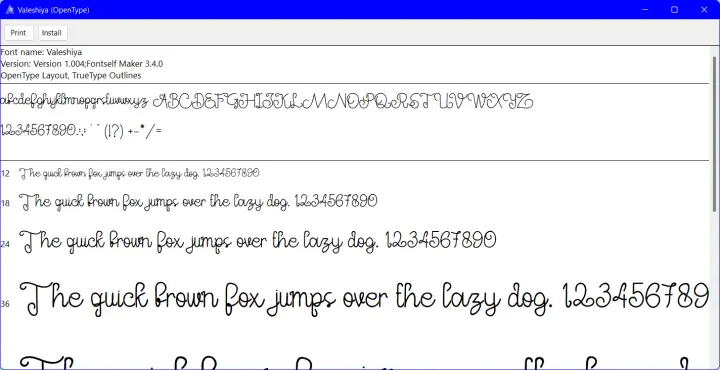 Valeshiya (OpenType)
Print Install
Font name: Valeshiya
Version: Version 1.004;Fontself Maker 3.4.0
OpenType Layout, TrueType Outlines
abcdefghijklmnopqrstuvwxyz ABCDEFGHIJKLMNOPQRSTUVWXYZ
1234567890.:,; ' " (!?) +-*/=
12 The quick brown fox jumps over the lazy dog. 1234567890
18 The quick brown fox jumps over the lazy dog. 1234567890
24 The quick brown fox jumps over the lazy dog. 1234567890
36 The quick brown fox jumps over the lazy dog. 123456789